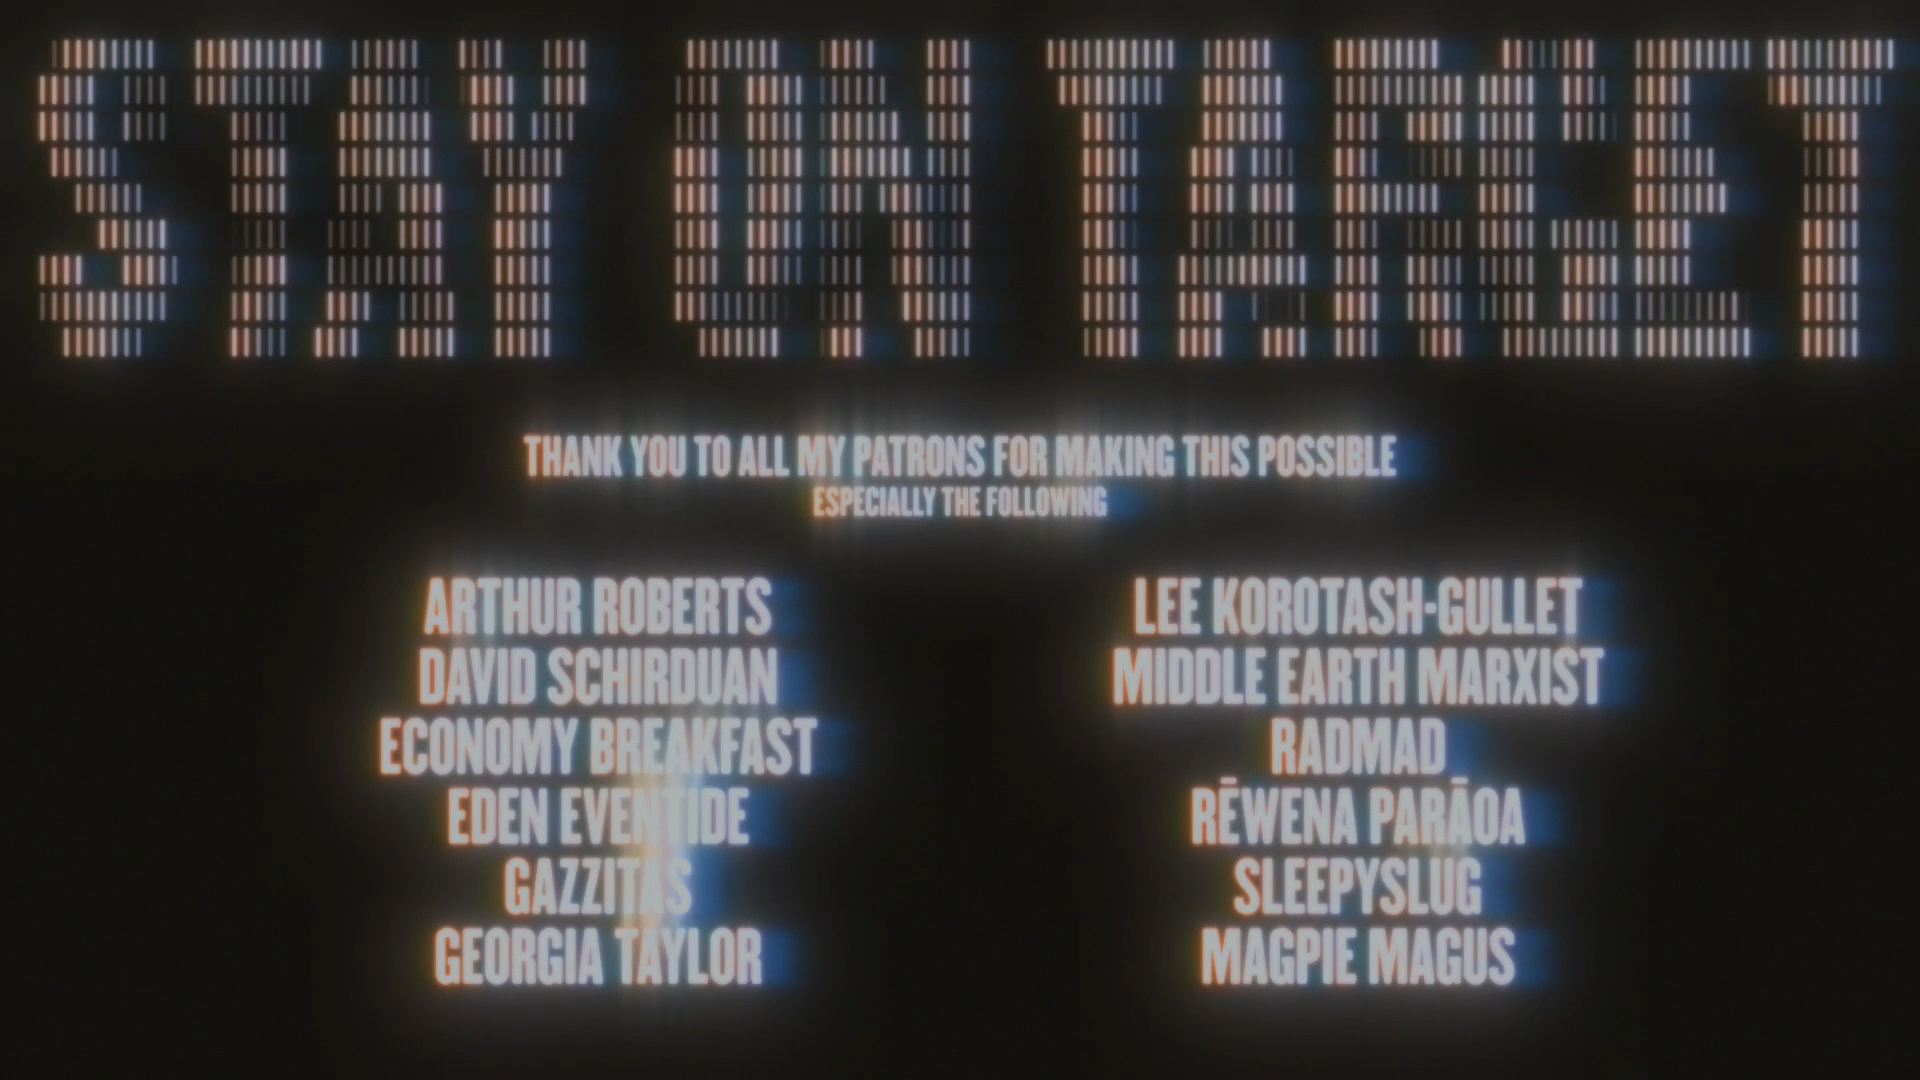 STAY ON TARGET
THANK YOU TO ALL MY PATRONS FOR MAKING THIS POSSIBLE
ESPECIALLY THE FOLLOWING
ARTHUR ROBERTS
DAVID SCHIRDUAN
ECONOMY BREAKFAST
EDEN EVENTIDE
GAZZITAS
GEORGIA TAYLOR
LEE KOROTASH-GULLET
MIDDLE EARTH MARXIST
RADMAD
RĒWENA PARĀOA
SLEEPYSLUG
MAGPIE MAGUS